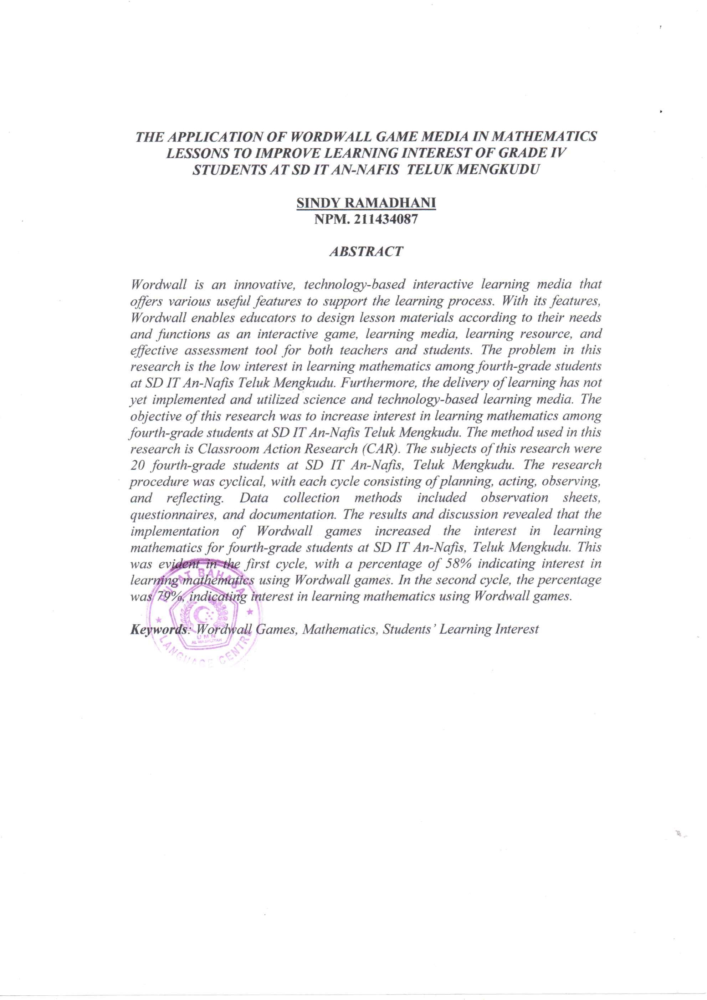 THE APPLICATION OF WORDWALL GAME MEDIA IN MATHEMATICS
LESSONS TO IMPROVE LEARNING INTEREST OF GRADE IV
STUDENTS AT SD IT AN-NAFIS TELUK MENGKUDU
SINDY RAMADHANI
NPM. 211434087
ABSTRACT
Wordwall is an innovative, technology-based interactive learning media that
offers various useful features to support the learning process. With its features,
Wordwall enables educators to design lesson materials according to their needs
and functions as an interactive game, learning media, learning resource, and
effective assessment tool for both teachers and students. The problem in this
research is the low interest in learning mathematics among fourth-grade students
at SD IT An-Nafis Teluk Mengkudu. Furthermore, the delivery of learning has not
yet implemented and utilized science and technology-based learning media. The
objective of this research was to increase interest in learning mathematics among
fourth-grade students at SD IT An-Nafis Teluk Mengkudu. The method used in this
research is Classroom Action Research (CAR). The subjects of this research were
20 fourth-grade students at SD IT An-Nafis, Teluk Mengkudu. The research
procedure was cyclical, with each cycle consisting of planning, acting, observing,
and reflecting. Data collection methods included observation sheets,
questionnaires, and documentation. The results and discussion revealed that the
implementation of Wordwall games increased the interest in learning
mathematics for fourth-grade students at SD IT An-Nafis, Teluk Mengkudu. This
was evident in the first cycle, with a percentage of 58% indicating interest in
learning mathematics using Wordwall games. In the second cycle, the percentage
was 79%, indicating interest in learning mathematics using Wordwall games.
Keywords: Wordwall Games, Mathematics, Students' Learning Interest
PUSAT BAHASA
UMN
AL WASHLIYAH
LANGUAGE CENTRE